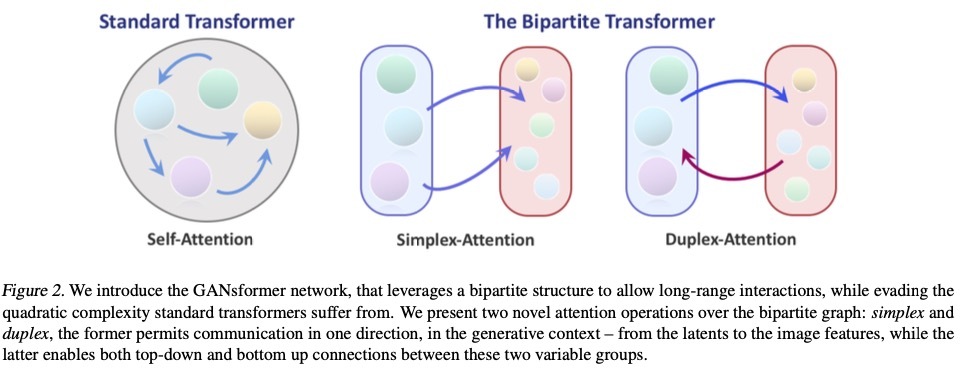 Standard Transformer
The Bipartite Transformer
Self-Attention
Simplex-Attention
Duplex-Attention
Figure 2. We introduce the GANsformer network, that leverages a bipartite structure to allow long-range interactions, while evading the
quadratic complexity standard transformers suffer from. We present two novel attention operations over the bipartite graph: simplex and
duplex, the former permits communication in one direction, in the generative context – from the latents to the image features, while the
latter enables both top-down and bottom up connections between these two variable groups.